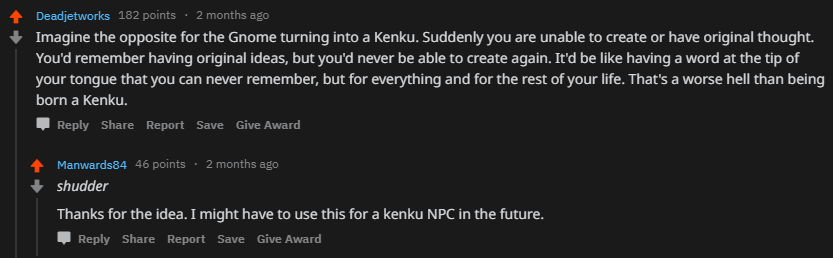 Deadjetworks 182 points · 2 months ago
Imagine the opposite for the Gnome turning into a Kenku. Suddenly you are unable to create or have original thought.
You'd remember having original ideas, but you'd never be able to create again. It'd be like having a word at the tip of
your tongue that you can never remember, but for everything and for the rest of your life. That's a worse hell than being
born a Kenku.
Reply Share Report Save Give Award
Manwards84 46 points · 2 months ago
shudder
Thanks for the idea. I might have to use this for a kenku NPC in the future.
Reply Share Report Save Give Award